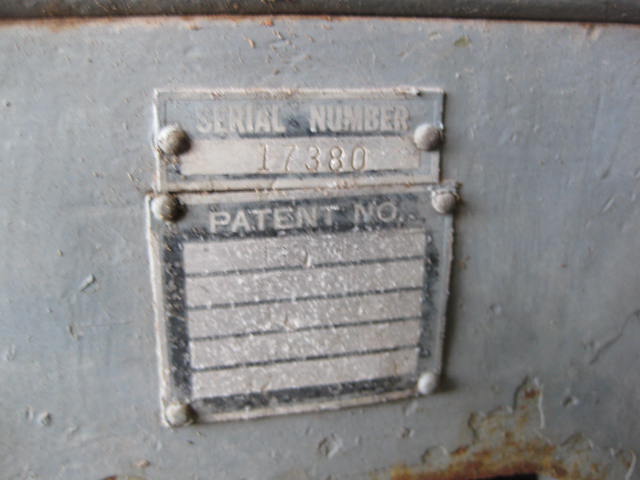 SERIAL NUMBER
17380
PATENT NO.